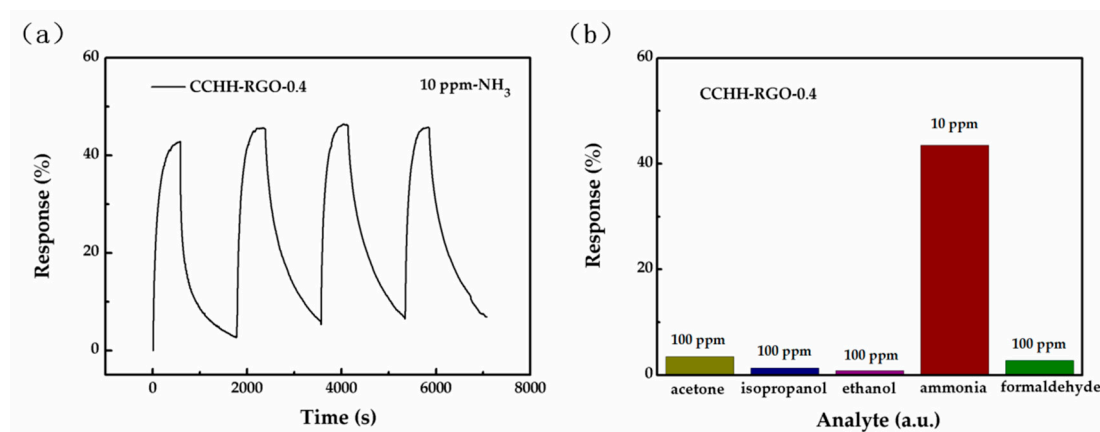 (a)
60
CCHH-RGO-0.4
10 ppm-NH3
40
20
0
Response (%)
0
2000
4000
6000
8000
Time (s)
(b)
60
CCHH-RGO-0.4
10 ppm
40
20
0
Response (%)
100 ppm
100 ppm
100 ppm
100 ppm
acetone
isopropanol
ethanol
ammonia
formaldehyde
Analyte (a.u.)